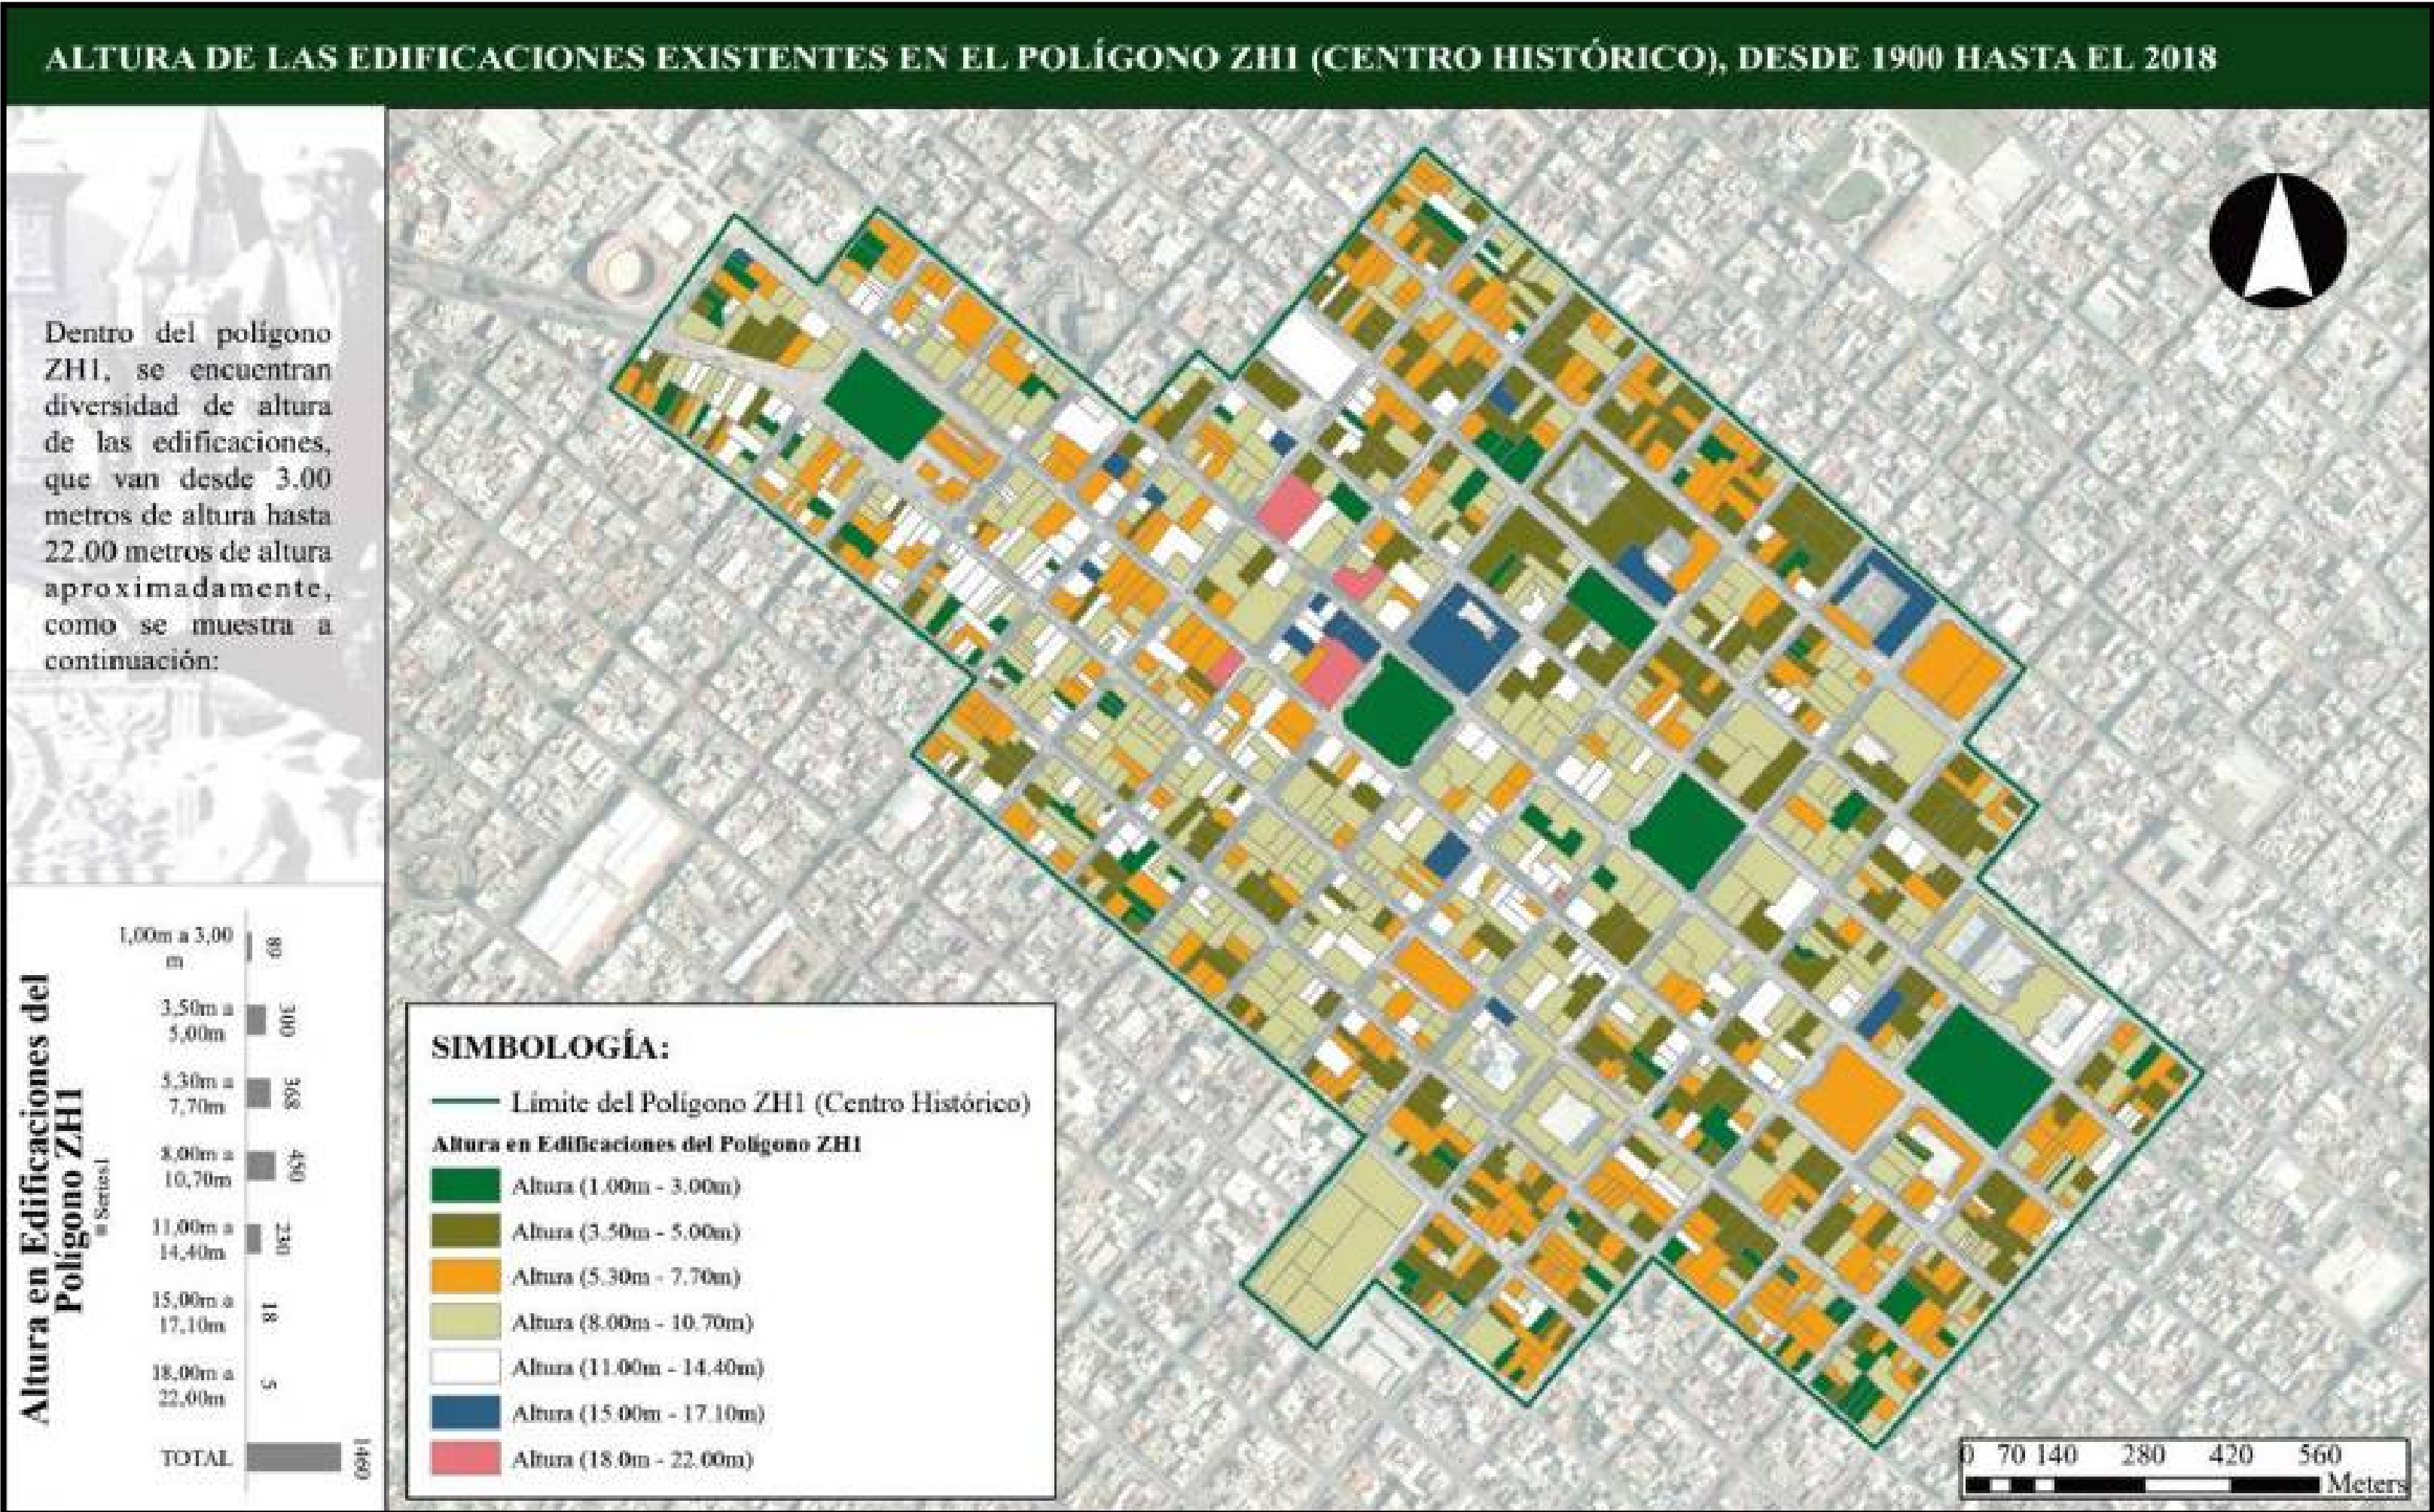 ALTURA DE LAS EDIFICACIONES EXISTENTES EN EL POLÍGONO ZH1 (CENTRO HISTÓRICO), DESDE 1900 HASTA EL 2018
Dentro del polígono
ZH1, se encuentran
diversidad de altura
de las edificaciones,
que van desde 3.00
metros de altura hasta
22.00 metros de altura
aproximadamente,
como se muestra a
continuación:
Altura en Edificaciones del
Polígono ZH1
Series1
1,00m a 3,00
m
89
3,50m a
5,00m
300
5,30m a
7,70m
368
8,00m a
10,70m
450
11,00m a
14,40m
230
15,00m a
17,10m
18
18,00m a
22,00m
5
TOTAL
1460
SIMBOLOGÍA:
Límite del Polígono ZH1 (Centro Histórico)
Altura en Edificaciones del Polígono ZH1
Altura (1.00m - 3.00m)
Altura (3.50m - 5.00m)
Altura (5.30m - 7.70m)
Altura (8.00m - 10.70m)
Altura (11.00m - 14.40m)
Altura (15.00m - 17.10m)
Altura (18.0m - 22.00m)
0 70 140 280 420 560
Meters